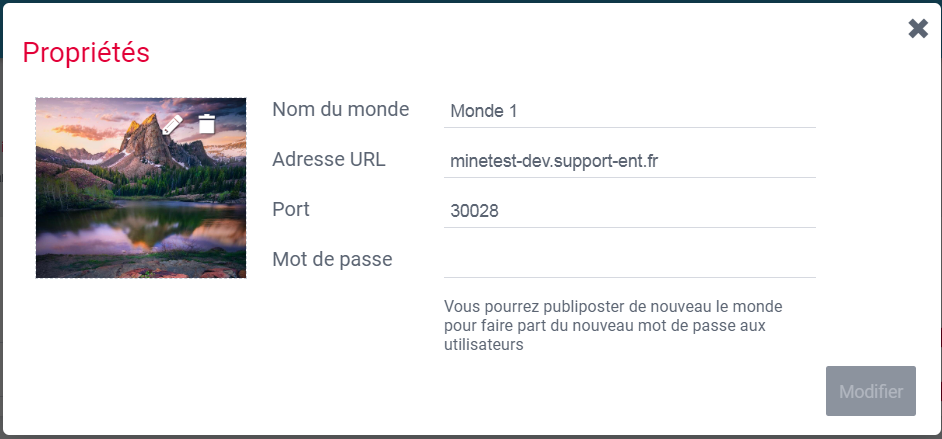 Propriétés
Nom du monde Monde 1
Adresse URL minetest-dev.support-ent.fr
Port 30028
Mot de passe
Vous pourrez publiposter de nouveau le monde
pour faire part du nouveau mot de passe aux
utilisateurs
Modifier